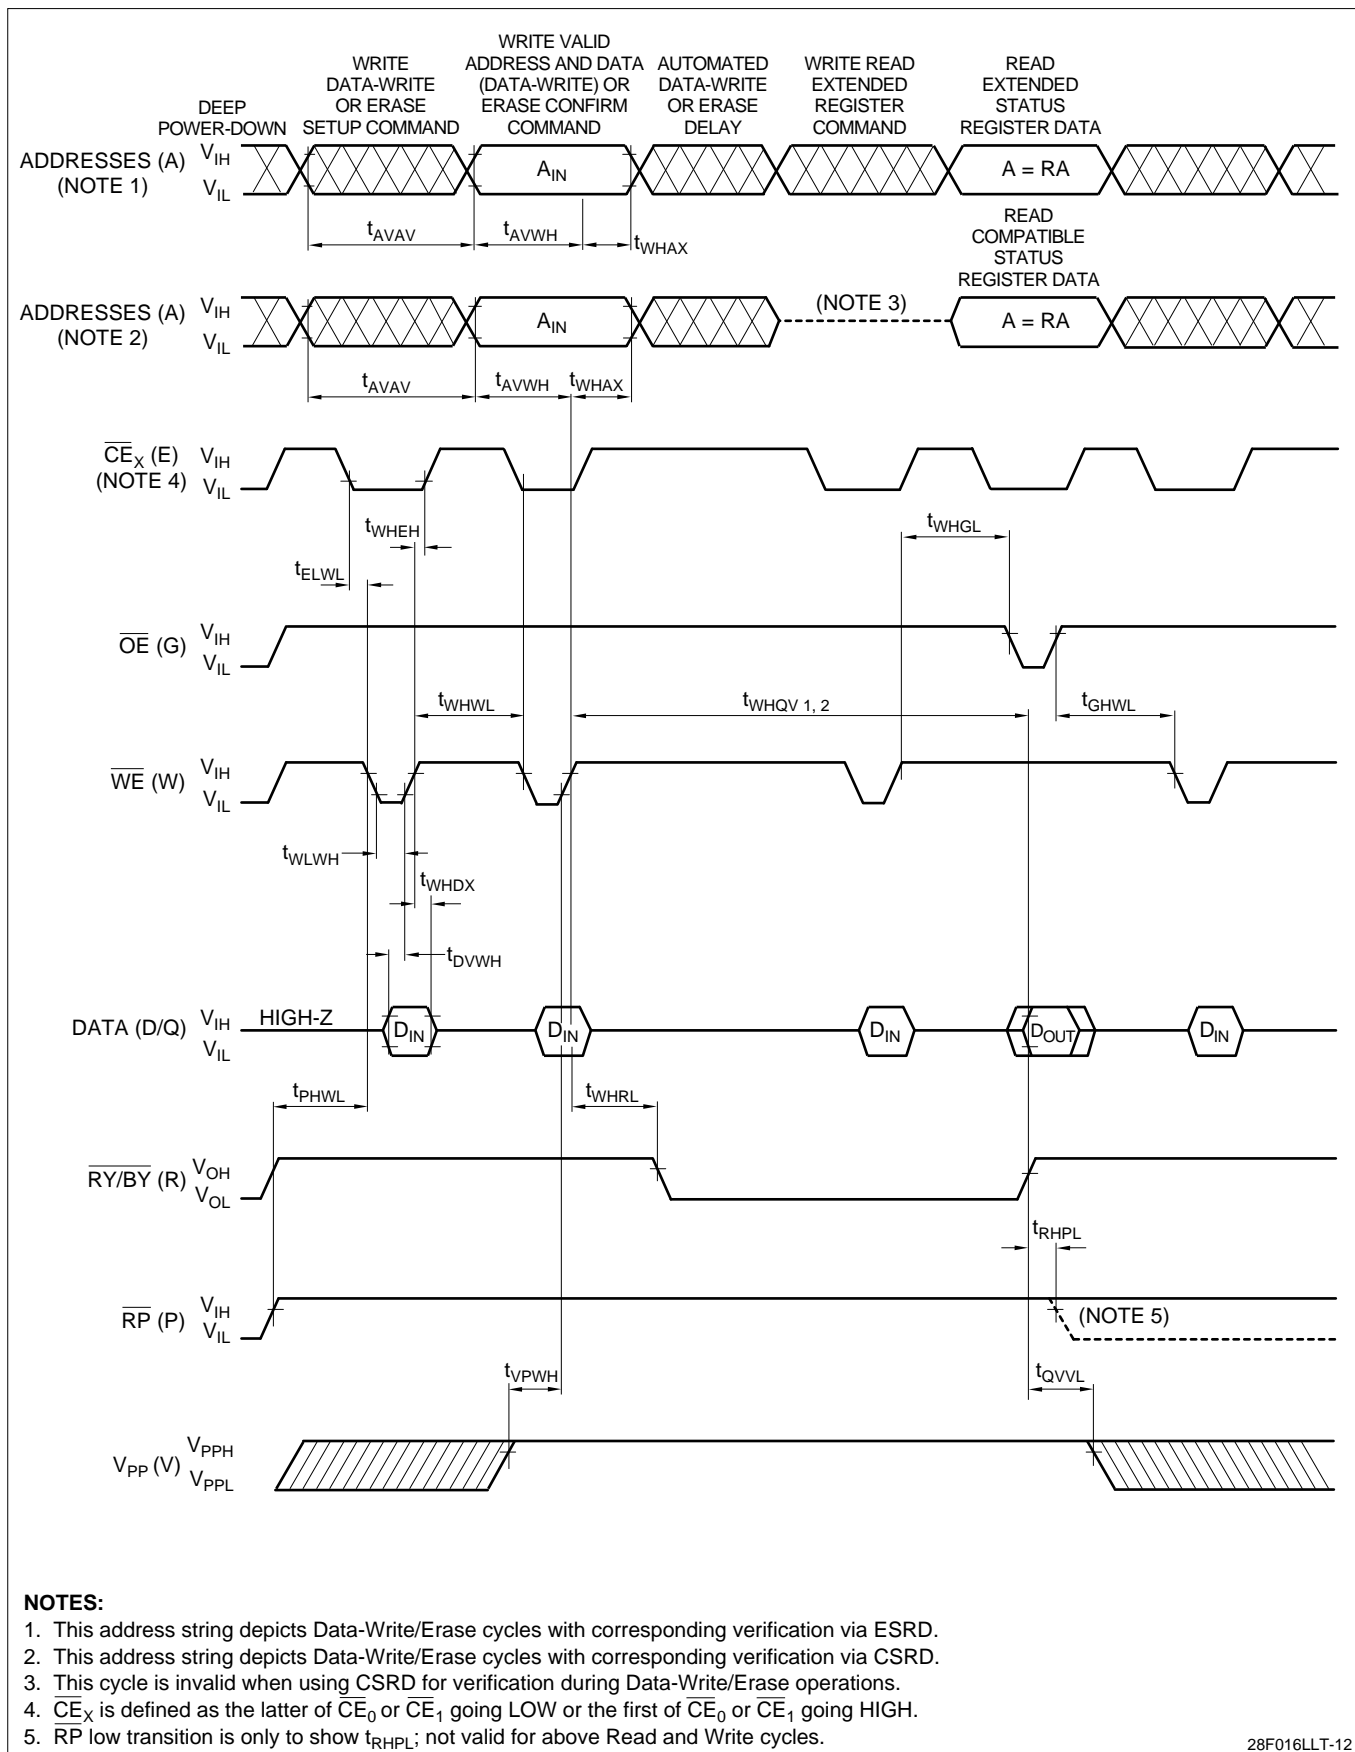 DEEP
POWER-DOWN
WRITE
DATA-WRITE
OR ERASE
SETUP COMMAND
WRITE VALID
ADDRESS AND DATA
(DATA-WRITE) OR
ERASE CONFIRM
COMMAND
AUTOMATED
DATA-WRITE
OR ERASE
DELAY
WRITE READ
EXTENDED
REGISTER
COMMAND
READ
EXTENDED
STATUS
REGISTER DATA
ADDRESSES (A)
(NOTE 1)
VIH
VIL
AIN
A = RA
tAVAV
tAVWH
tWHAX
READ
COMPATIBLE
STATUS
REGISTER DATA
ADDRESSES (A)
(NOTE 2)
VIH
VIL
AIN
(NOTE 3)
A = RA
tAVAV
tAVWH
tWHAX
CEX (E)
(NOTE 4)
VIH
VIL
tWHEH
tWHGL
tELWL
OE (G)
VIH
VIL
tWHWL
tWHQV 1, 2
tGHWL
WE (W)
VIH
VIL
tWLWH
tWHDX
tDVWH
DATA (D/Q)
VIH
VIL
HIGH-Z
DIN
DIN
DIN
DOUT
DIN
tPHWL
tWHRL
RY/BY (R)
VOH
VOL
tRHPL
RP (P)
VIH
VIL
(NOTE 5)
tVPWH
tQVVL
VPP (V)
VPPH
VPPL
NOTES:
1. This address string depicts Data-Write/Erase cycles with corresponding verification via ESRD.
2. This address string depicts Data-Write/Erase cycles with corresponding verification via CSRD.
3. This cycle is invalid when using CSRD for verification during Data-Write/Erase operations.
4. CEX is defined as the latter of CE0 or CE1 going LOW or the first of CE0 or CE1 going HIGH.
5. RP low transition is only to show tRHPL; not valid for above Read and Write cycles.
28F016LLT-12